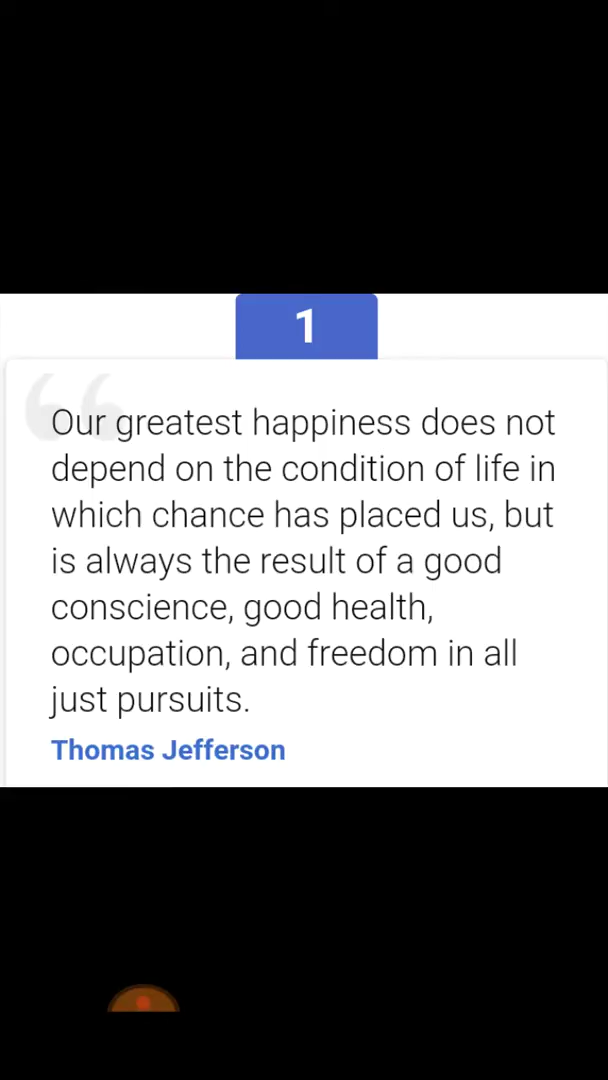 1
Our greatest happiness does not
depend on the condition of life in
which chance has placed us, but
is always the result of a good
conscience, good health,
occupation, and freedom in all
just pursuits.
Thomas Jefferson